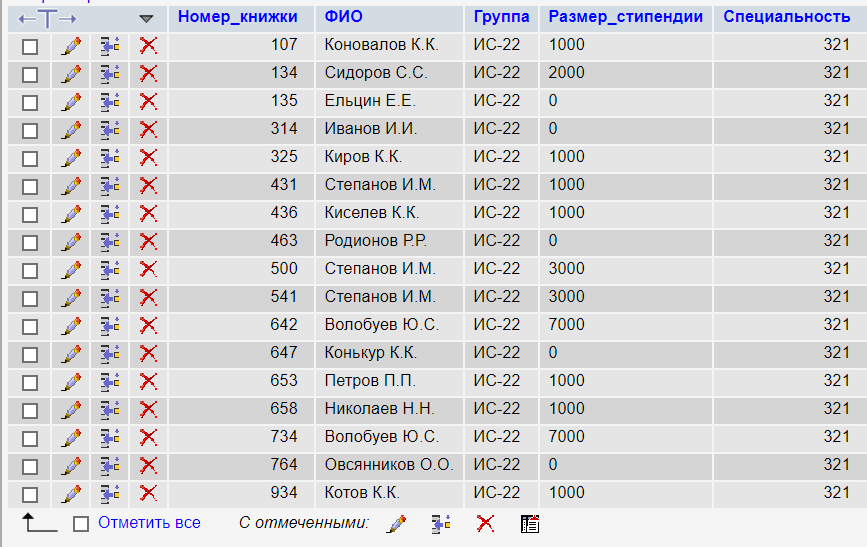 Номер_книжки ФИО Группа Размер_стипендии Специальность
107 Коновалов К.К. ИС-22 1000 321
134 Сидоров С.С. ИС-22 2000 321
135 Ельцин Е.Е. ИС-22 0 321
314 Иванов И.И. ИС-22 0 321
325 Киров К.К. ИС-22 1000 321
431 Степанов И.М. ИС-22 1000 321
436 Киселев К.К. ИС-22 1000 321
463 Родионов Р.Р. ИС-22 0 321
500 Степанов И.М. ИС-22 3000 321
541 Степанов И.М. ИС-22 3000 321
642 Волобуев Ю.С. ИС-22 7000 321
647 Конькур К.К. ИС-22 0 321
653 Петров П.П. ИС-22 1000 321
658 Николаев Н.Н. ИС-22 1000 321
734 Волобуев Ю.С. ИС-22 7000 321
764 Овсянников О.О. ИС-22 0 321
934 Котов К.К. ИС-22 1000 321
Отметить все С отмеченными: